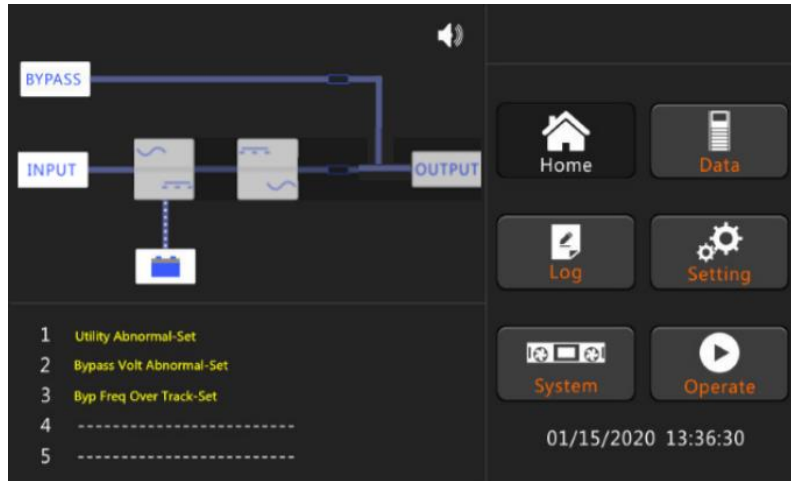 BYPASS
INPUT
OUTPUT
1 Utility Abnormal-Set
2 Bypass Volt Abnormal-Set
3 Byp Freq Over Track-Set
4 -------------------------
5 -------------------------
Home
Data
Log
Setting
System
Operate
01/15/2020 13:36:30